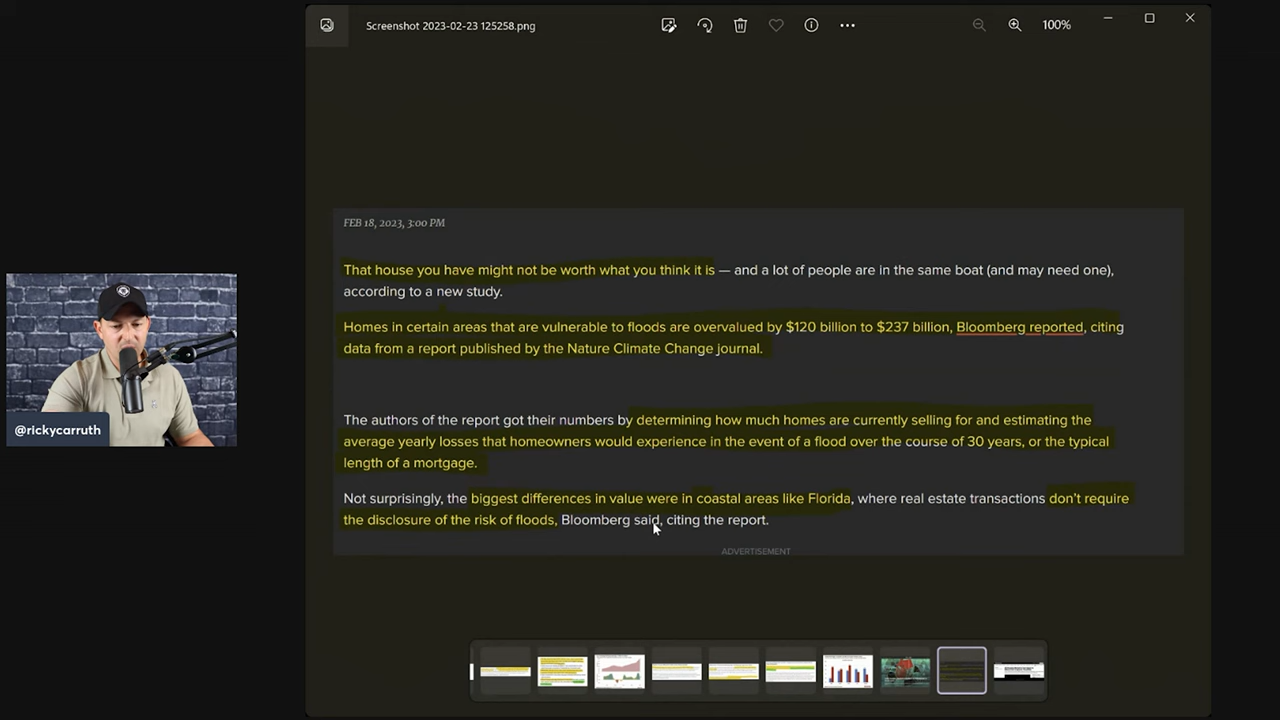 Screenshot 2023-02-23 125258.png
100%
FEB 18, 2023, 3:00 PM
That house you have might not be worth what you think it is — and a lot of people are in the same boat (and may need one),
according to a new study.
Homes in certain areas that are vulnerable to floods are overvalued by $120 billion to $237 billion, Bloomberg reported, citing
data from a report published by the Nature Climate Change journal.
The authors of the report got their numbers by determining how much homes are currently selling for and estimating the
average yearly losses that homeowners would experience in the event of a flood over the course of 30 years, or the typical
length of a mortgage.
Not surprisingly, the biggest differences in value were in coastal areas like Florida, where real estate transactions don't require
the disclosure of the risk of floods, Bloomberg said, citing the report.
ADVERTISEMENT
@rickycarruth